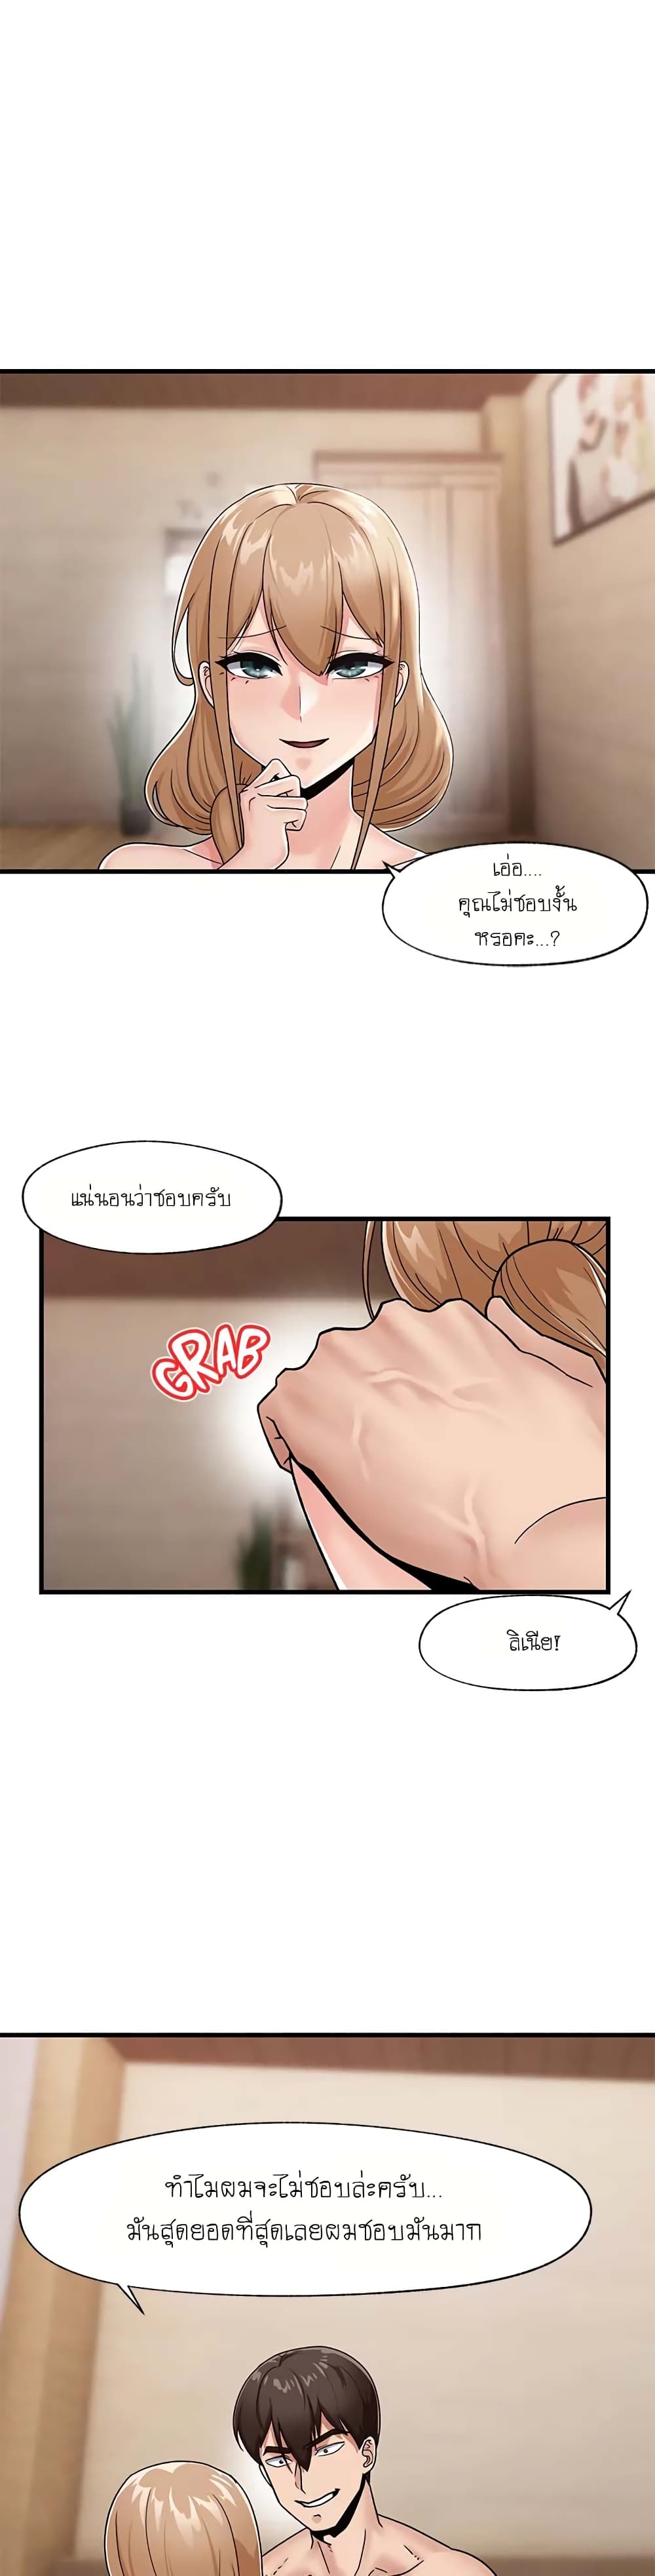 เอ่อ....
คุณไม่ชอบงั้น
หรอคะ...?
แน่นอนว่าชอบครับ
GRAB
ลิเนีย!
ทำไมผมจะไม่ชอบล่ะครับ...
มันสุดยอดที่สุดเลยผมชอบมันมาก